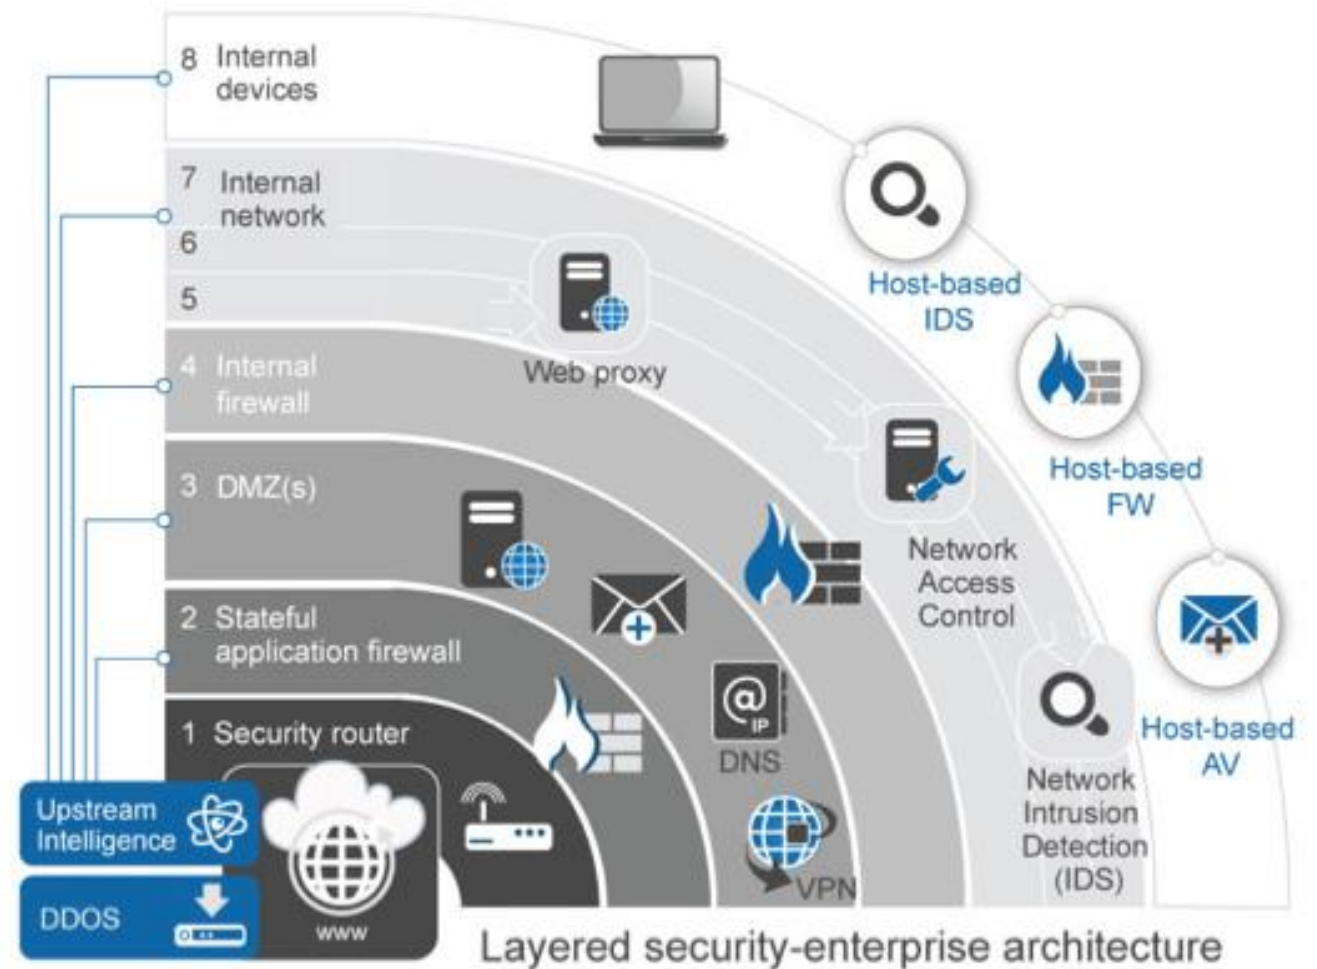 8 Internal
devices
7 Internal
network
6
5
4 Internal
firewall
3 DMZ(s)
2 Stateful
application firewall
1 Security router
Upstream
Intelligence
DDOS
www
Web proxy
Network
Access
Control
Network
Intrusion
Detection
(IDS)
@
IP
DNS
VPN
Host-based
IDS
Host-based
FW
Host-based
AV
Layered security-enterprise architecture